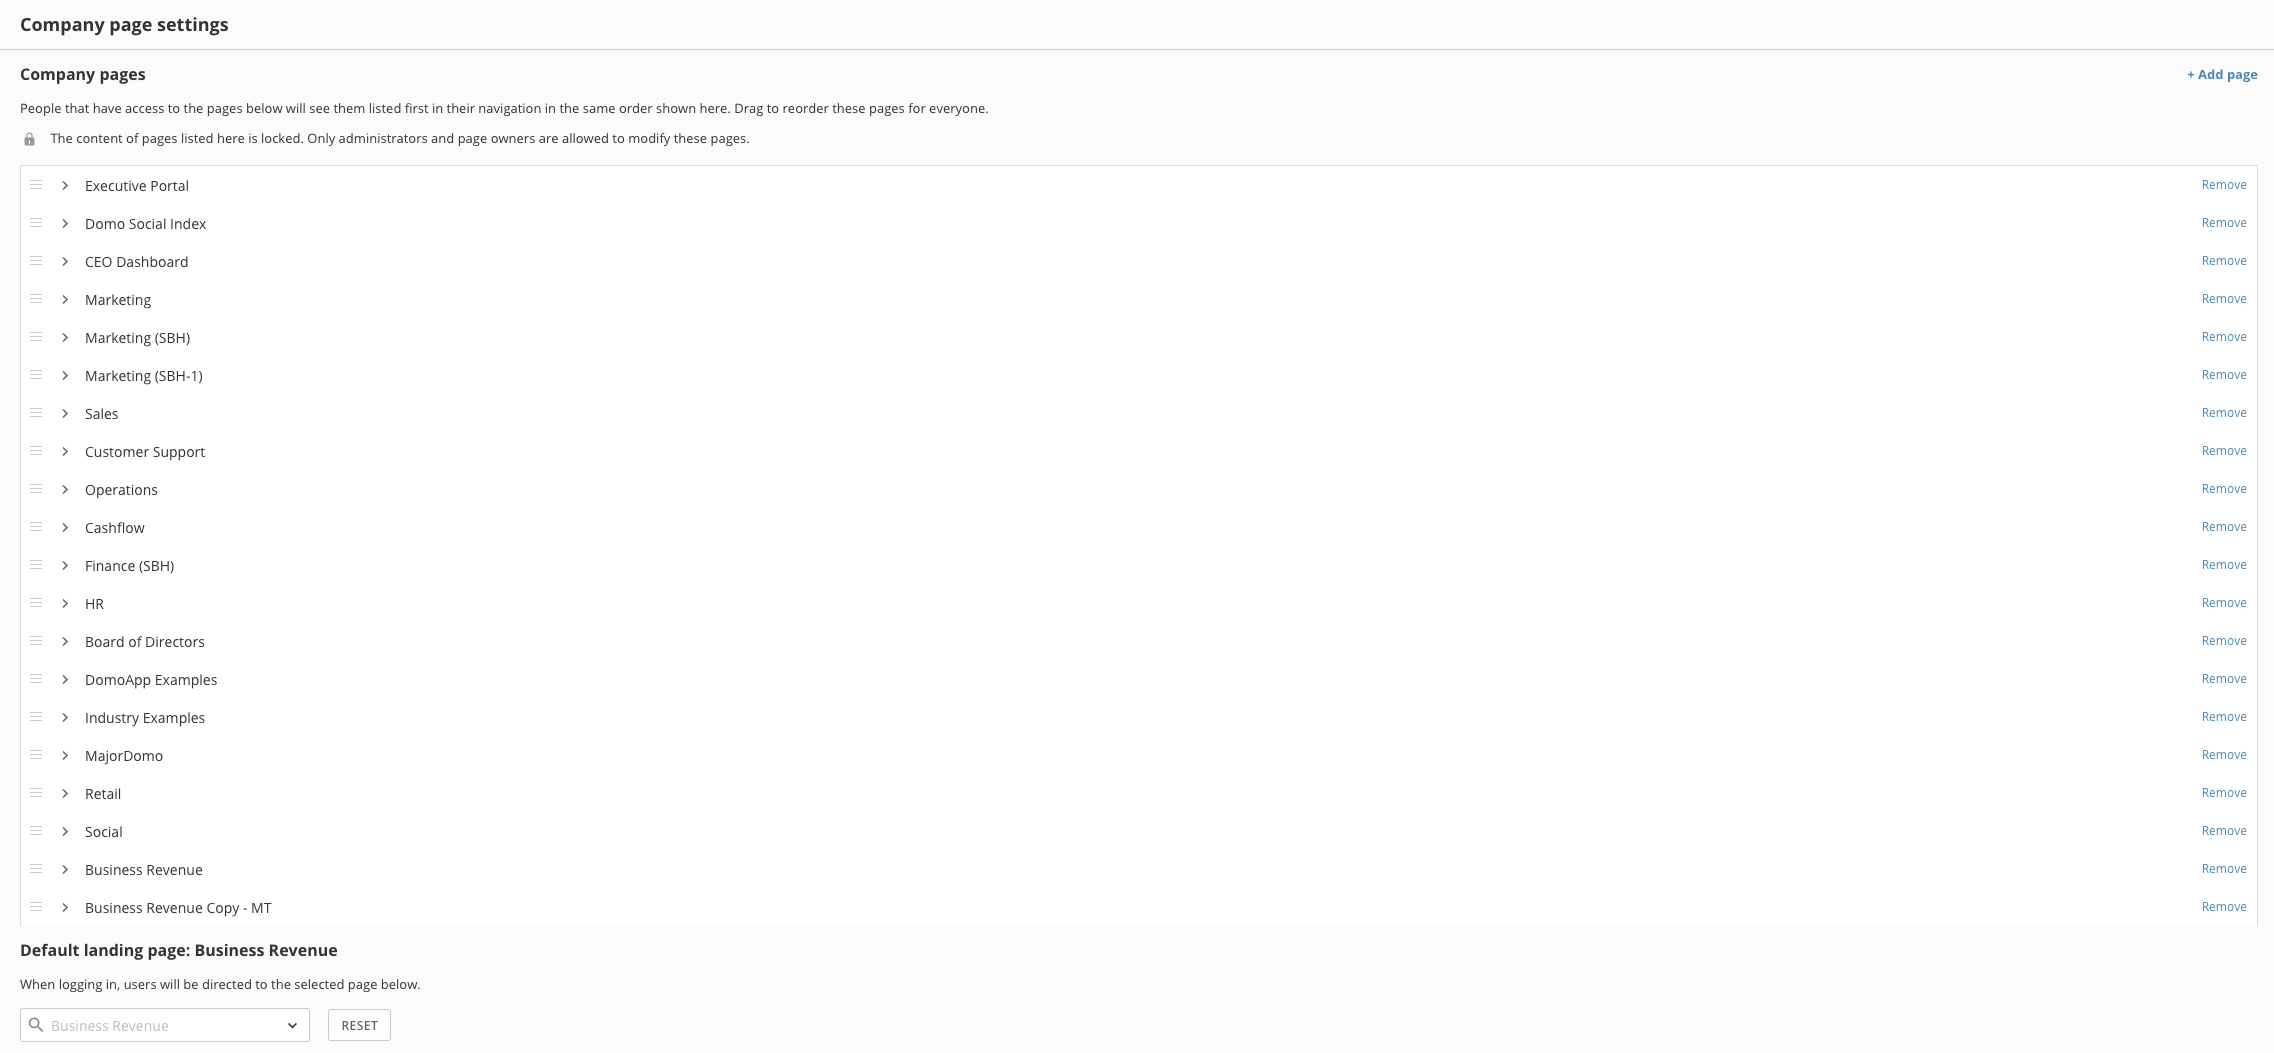 Company page settings
Company pages
+ Add page
People that have access to the pages below will see them listed first in their navigation in the same order shown here. Drag to reorder these pages for everyone.
The content of pages listed here is locked. Only administrators and page owners are allowed to modify these pages.
Executive Portal Remove
Domo Social Index Remove
CEO Dashboard Remove
Marketing Remove
Marketing (SBH) Remove
Marketing (SBH-1) Remove
Sales Remove
Customer Support Remove
Operations Remove
Cashflow Remove
Finance (SBH) Remove
HR Remove
Board of Directors Remove
DomoApp Examples Remove
Industry Examples Remove
MajorDomo Remove
Retail Remove
Social Remove
Business Revenue Remove
Business Revenue Copy - MT Remove
Default landing page: Business Revenue
When logging in, users will be directed to the selected page below.
Business Revenue RESET